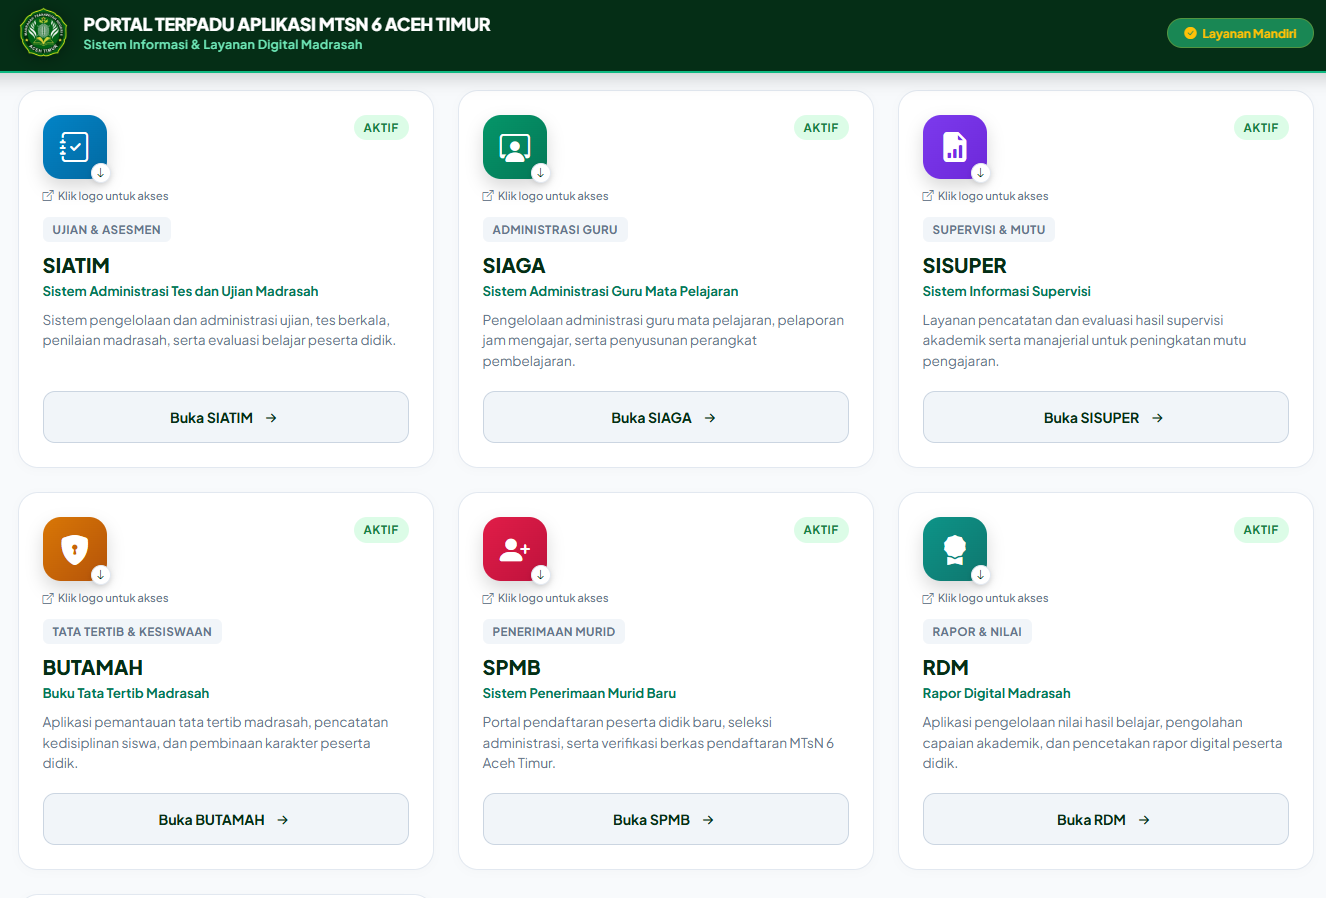 PORTAL TERPADU APLIKASI MTSN 6 ACEH TIMUR
Sistem Informasi & Layanan Digital Madrasah
Layanan Mandiri
ACEH TIMUR
AKTIF
Klik logo untuk akses
UJIAN & ASESMEN
SIATIM
Sistem Administrasi Tes dan Ujian Madrasah
Sistem pengelolaan dan administrasi ujian, tes berkala,
penilaian madrasah, serta evaluasi belajar peserta didik.
Buka SIATIM →
AKTIF
Klik logo untuk akses
ADMINISTRASI GURU
SIAGA
Sistem Administrasi Guru Mata Pelajaran
Pengelolaan administrasi guru mata pelajaran, pelaporan
jam mengajar, serta penyusunan perangkat
pembelajaran.
Buka SIAGA →
AKTIF
Klik logo untuk akses
SUPERVISI & MUTU
SISUPER
Sistem Informasi Supervisi
Layanan pencatatan dan evaluasi hasil supervisi
akademik serta manajerial untuk peningkatan mutu
pengajaran.
Buka SISUPER →
AKTIF
Klik logo untuk akses
TATA TERTIB & KESISWAAN
BUTAMAH
Buku Tata Tertib Madrasah
Aplikasi pemantauan tata tertib madrasah, pencatatan
kedisiplinan siswa, dan pembinaan karakter peserta
didik.
Buka BUTAMAH →
AKTIF
Klik logo untuk akses
PENERIMAAN MURID
SPMB
Sistem Penerimaan Murid Baru
Portal pendaftaran peserta didik baru, seleksi
administrasi, serta verifikasi berkas pendaftaran MTsN 6
Aceh Timur.
Buka SPMB →
AKTIF
Klik logo untuk akses
RAPOR & NILAI
RDM
Rapor Digital Madrasah
Aplikasi pengelolaan nilai hasil belajar, pengolahan
capaian akademik, dan pencetakan rapor digital peserta
didik.
Buka RDM →